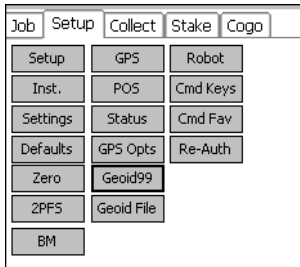 Job Setup Collect Stake Cogo
Setup GPS Robot
Inst. POS Cmd Keys
Settings Status Cmd Fav
Defaults GPS Opts Re-Auth
Zero Geoid99
2PFS Geoid File
BM